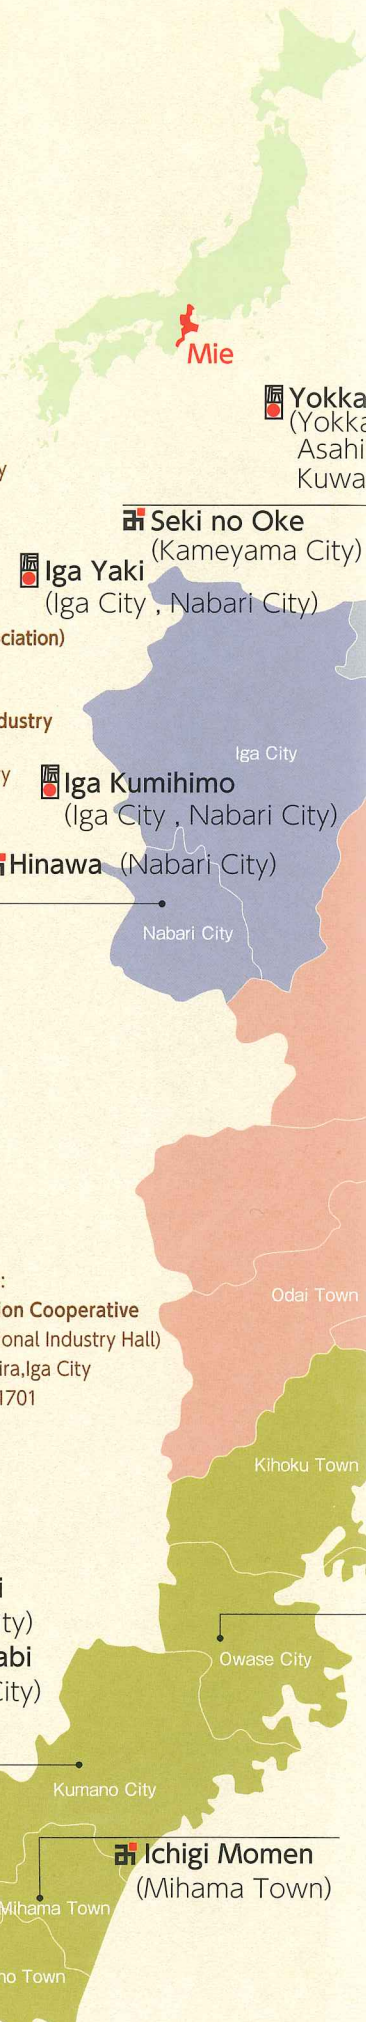 Mie
Yokka
(Yokka
Asahi
Kuwa
y
Seki no Oke
(Kameyama City)
伝
Iga Yaki
(Iga City , Nabari City)
ciation)
dustry
Iga City
y
伝
Iga Kumihimo
(Iga City , Nabari City)
Hinawa (Nabari City)
Nabari City
:
ion Cooperative
Odai Town
onal Industry Hall)
ira,Iga City
1701
Kihoku Town
i
ty)
abi
City)
Owase City
Kumano City
Ichigi Momen
(Mihama Town)
Mihama Town
ho Town